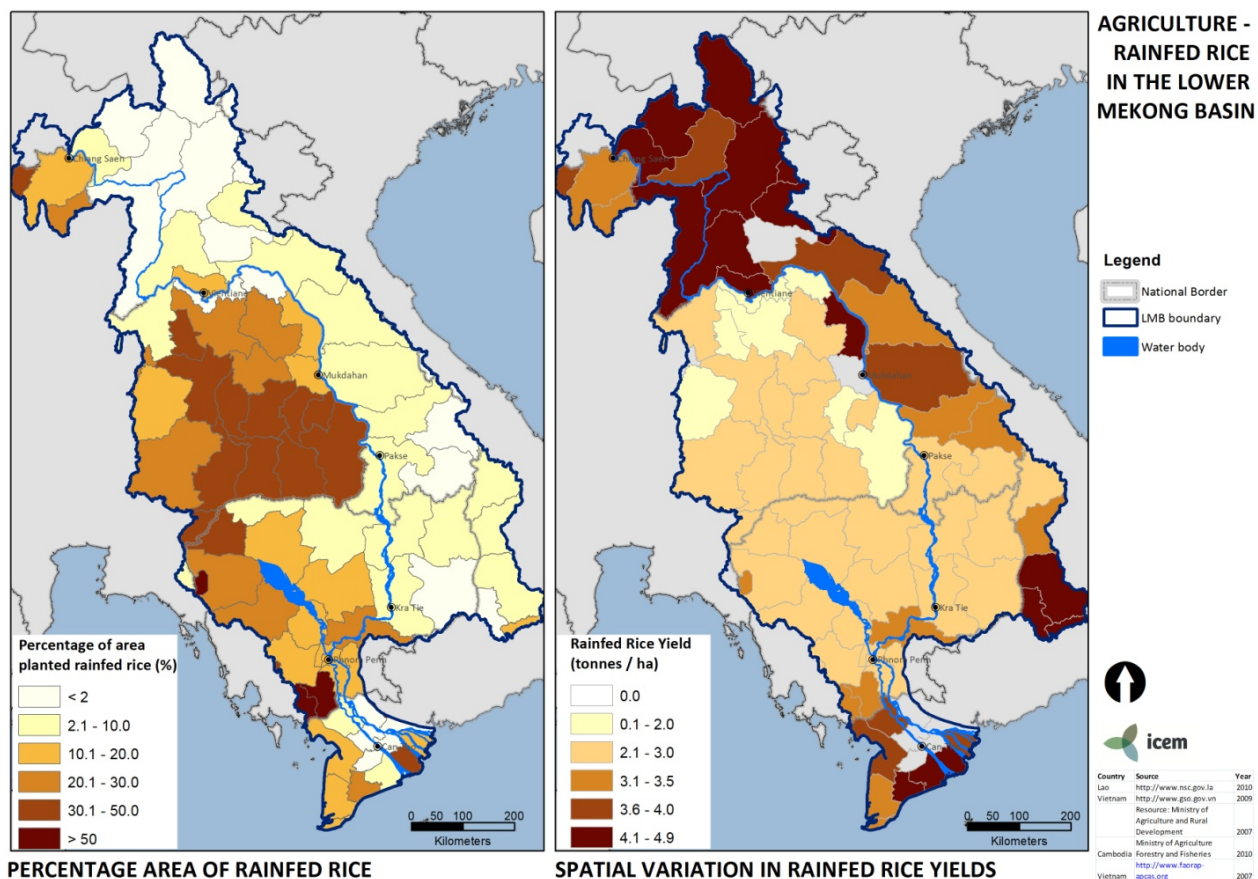 AGRICULTURE -
RAINFED RICE
IN THE LOWER
MEKONG BASIN
Chiang Saen
Vientiane
Mukdahan
Pakse
Kra Tie
Phnom Penh
Percentage of area
planted rainfed rice (%)
< 2
2.1 - 10.0
10.1 - 20.0
20.1 - 30.0
30.1 - 50.0
> 50
0 50 100 200
Kilometers
PERCENTAGE AREA OF RAINFED RICE
Chiang Saen
Pakse
Kra Tie
Phnom Penh
Rainfed Rice Yield
(tonnes / ha)
0.0
0.1 - 2.0
2.1 - 3.0
3.1 - 3.5
3.6 - 4.0
4.1 - 4.9
0 50 100 200
Kilometers
SPATIAL VARIATION IN RAINFED RICE YIELDS
Legend
National Border
LMB boundary
Water body
icem
Country Source Year
Lao http://www.nsc.gov.la 2010
Vietnam http://www.gso.gov.vn 2009
Resource: Ministry of
Agriculture and Rural
Development 2007
Ministry of Agriculture
Cambodia Forestry and Fisheries 2010
http://www.faorap-
Vietnam apcas.org 2007